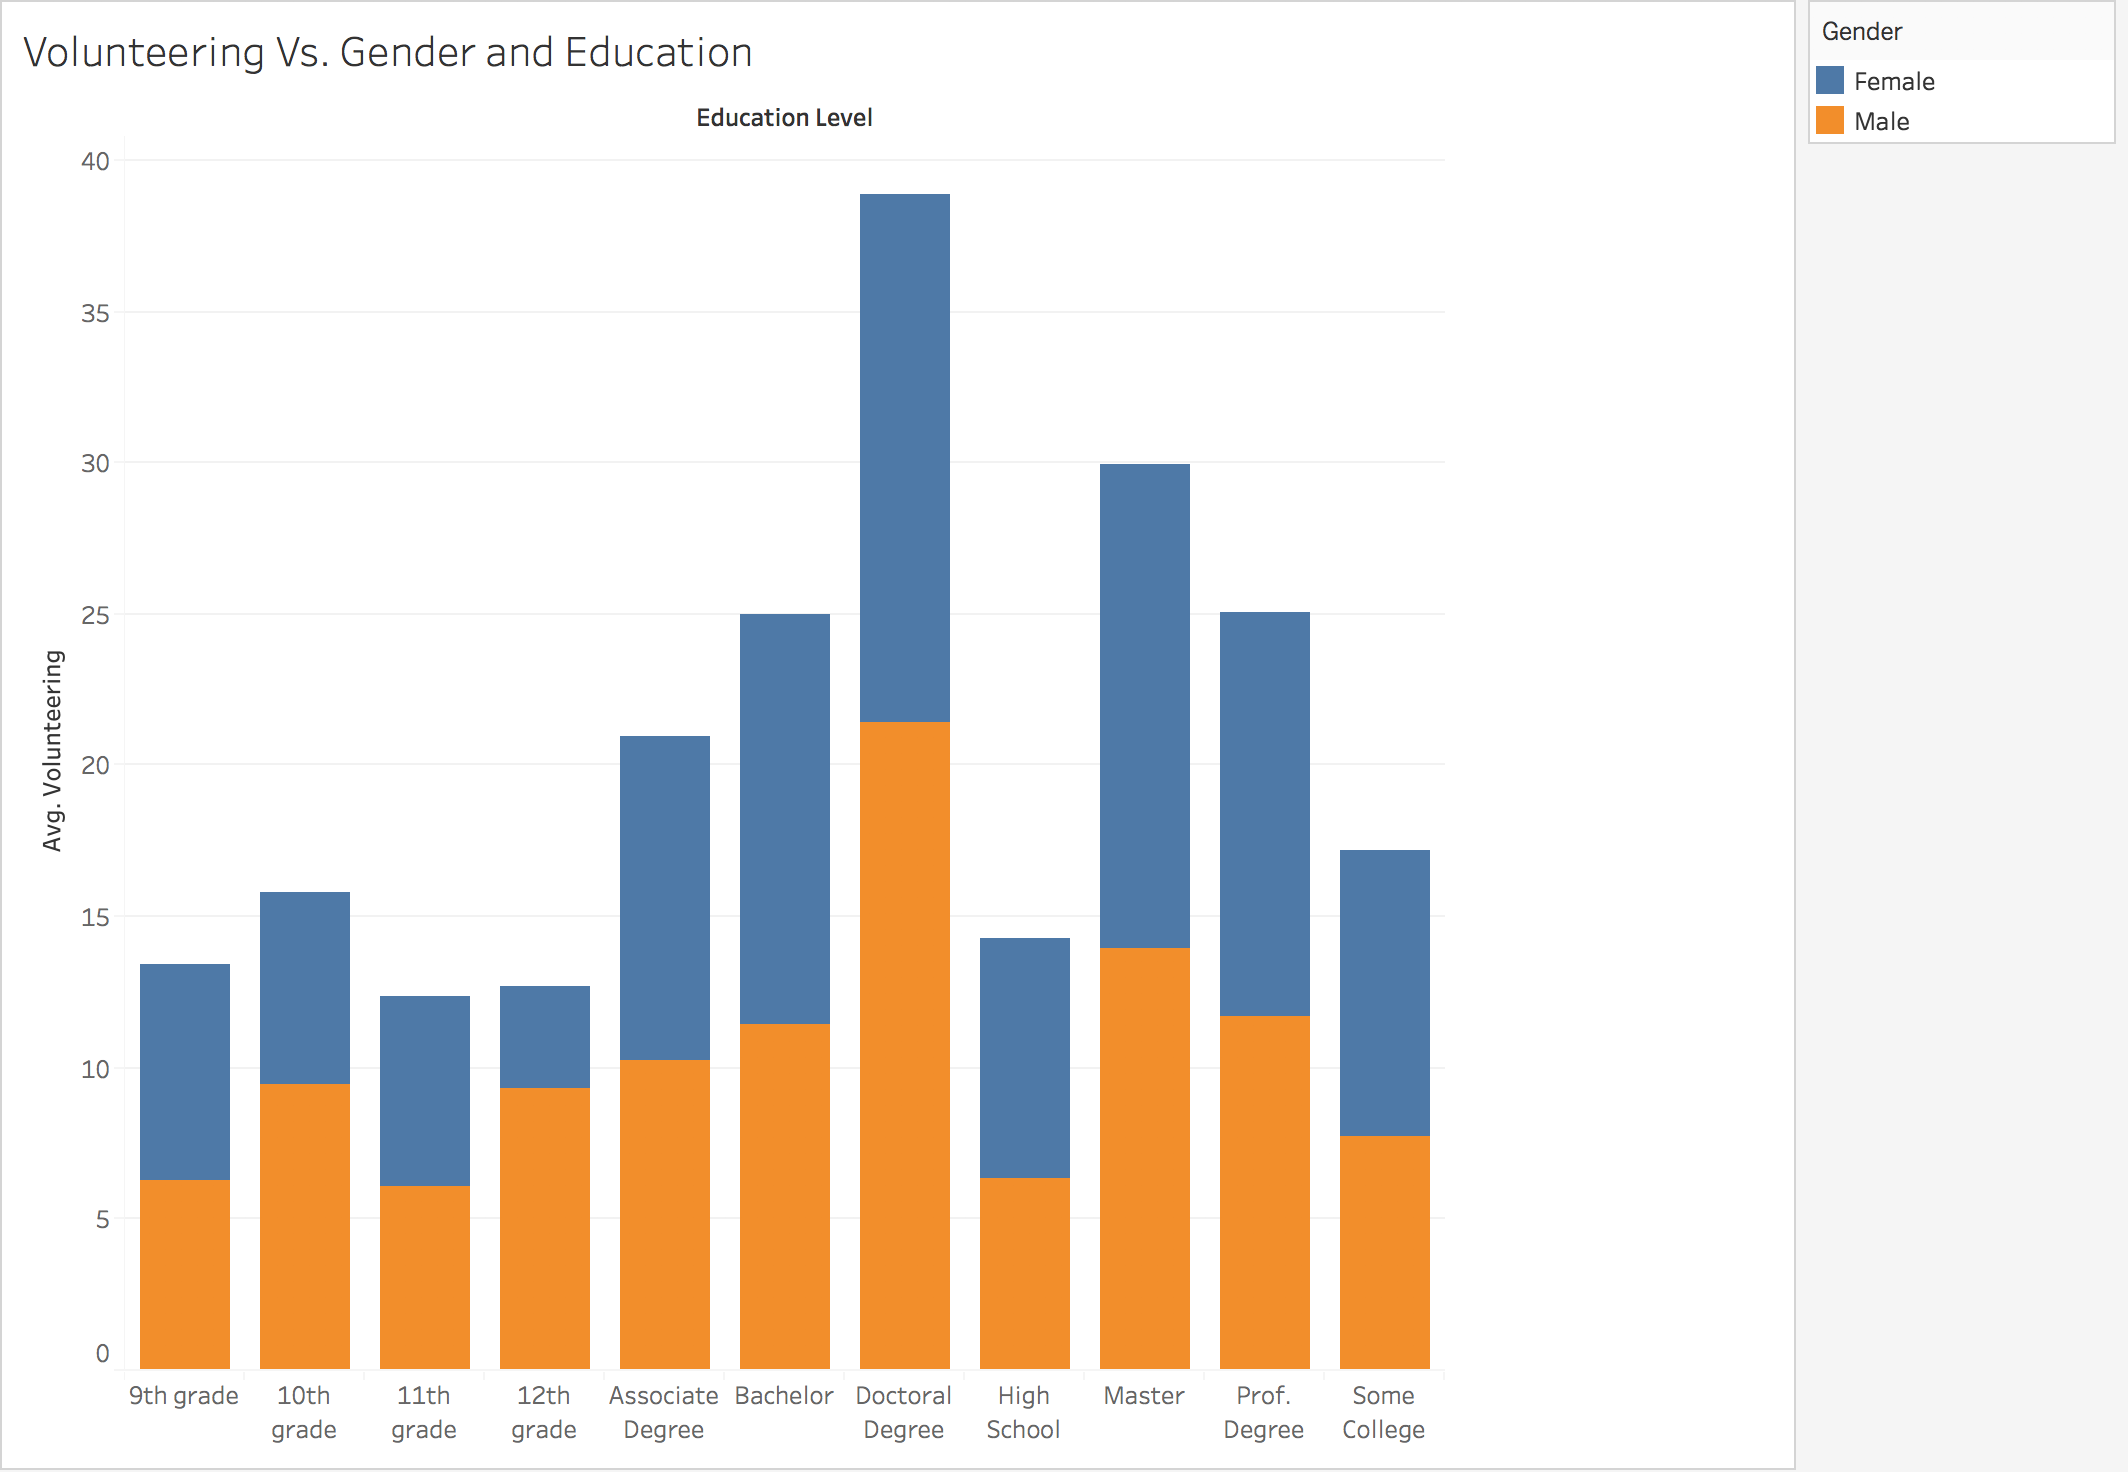 Volunteering Vs. Gender and Education
Education Level
40
35
30
25
20
15
10
5
0
Avg. Volunteering
9th grade
10th
grade
11th
grade
12th
grade
Associate
Degree
Bachelor
Doctoral
Degree
High
School
Master
Prof.
Degree
Some
College
Gender
Female
Male